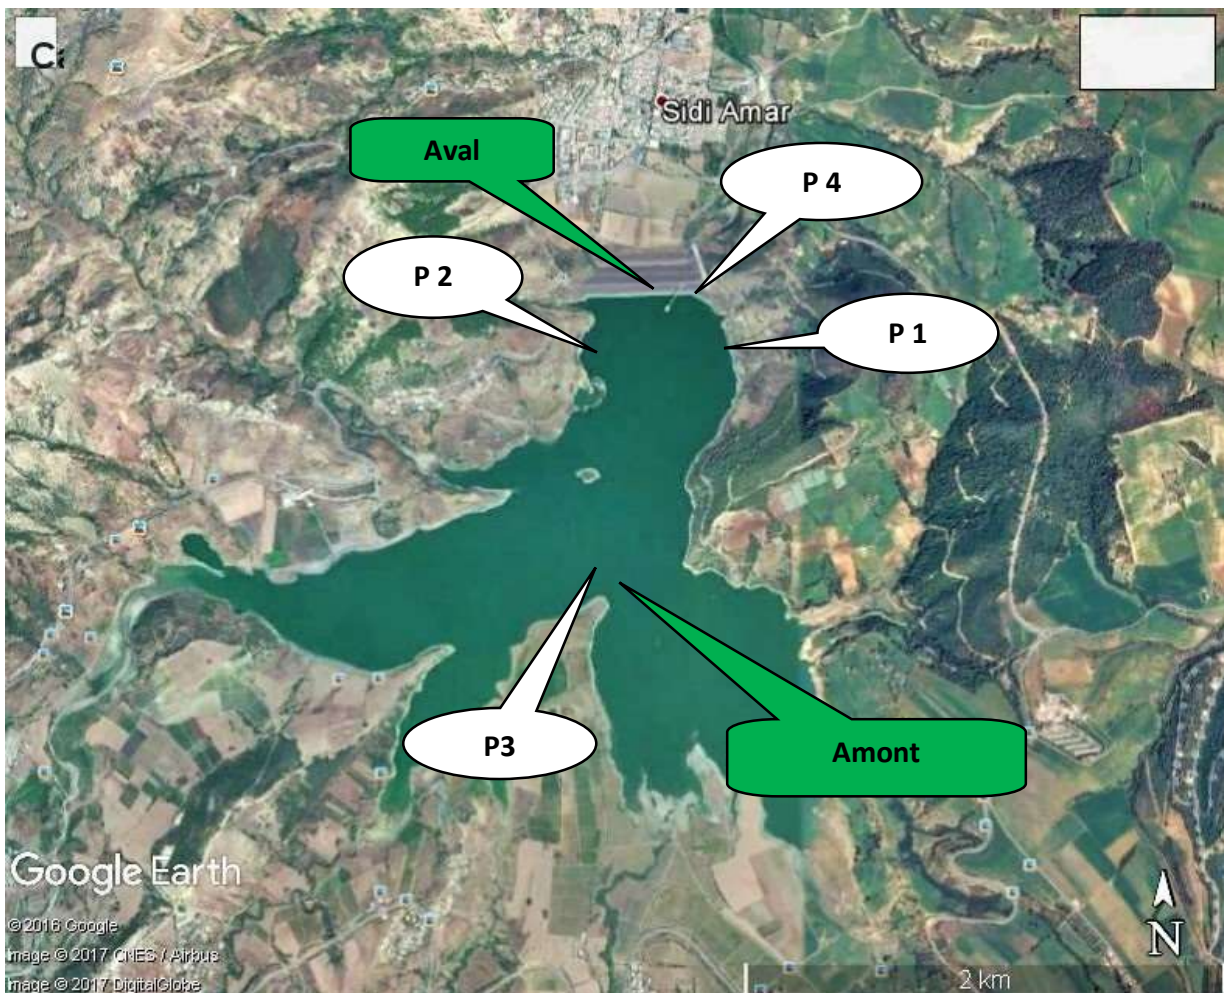 Sidi Amar
Aval
P 4
P 2
P 1
P3
Amont
Google Earth
© 2016 Google
Image © 2017 CNES / Airbus
Image © 2017 DigitalGlobe
N
2 km